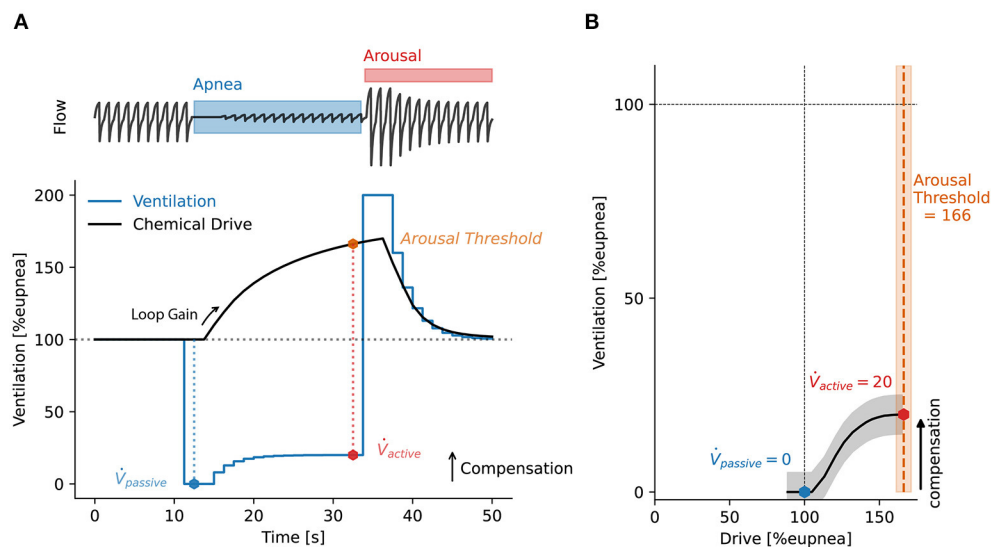 A
Arousal
Apnea
Flow
Ventilation
Chemical Drive
Arousal Threshold
Loop Gain
V̇passive
V̇active
Compensation
Ventilation [%eupnea]
200
150
100
50
0
0 10 20 30 40 50
Time [s]
B
Arousal
Threshold
= 166
V̇active = 20
V̇passive = 0
compensation
Ventilation [%eupnea]
100
50
0
0 50 100 150
Drive [%eupnea]